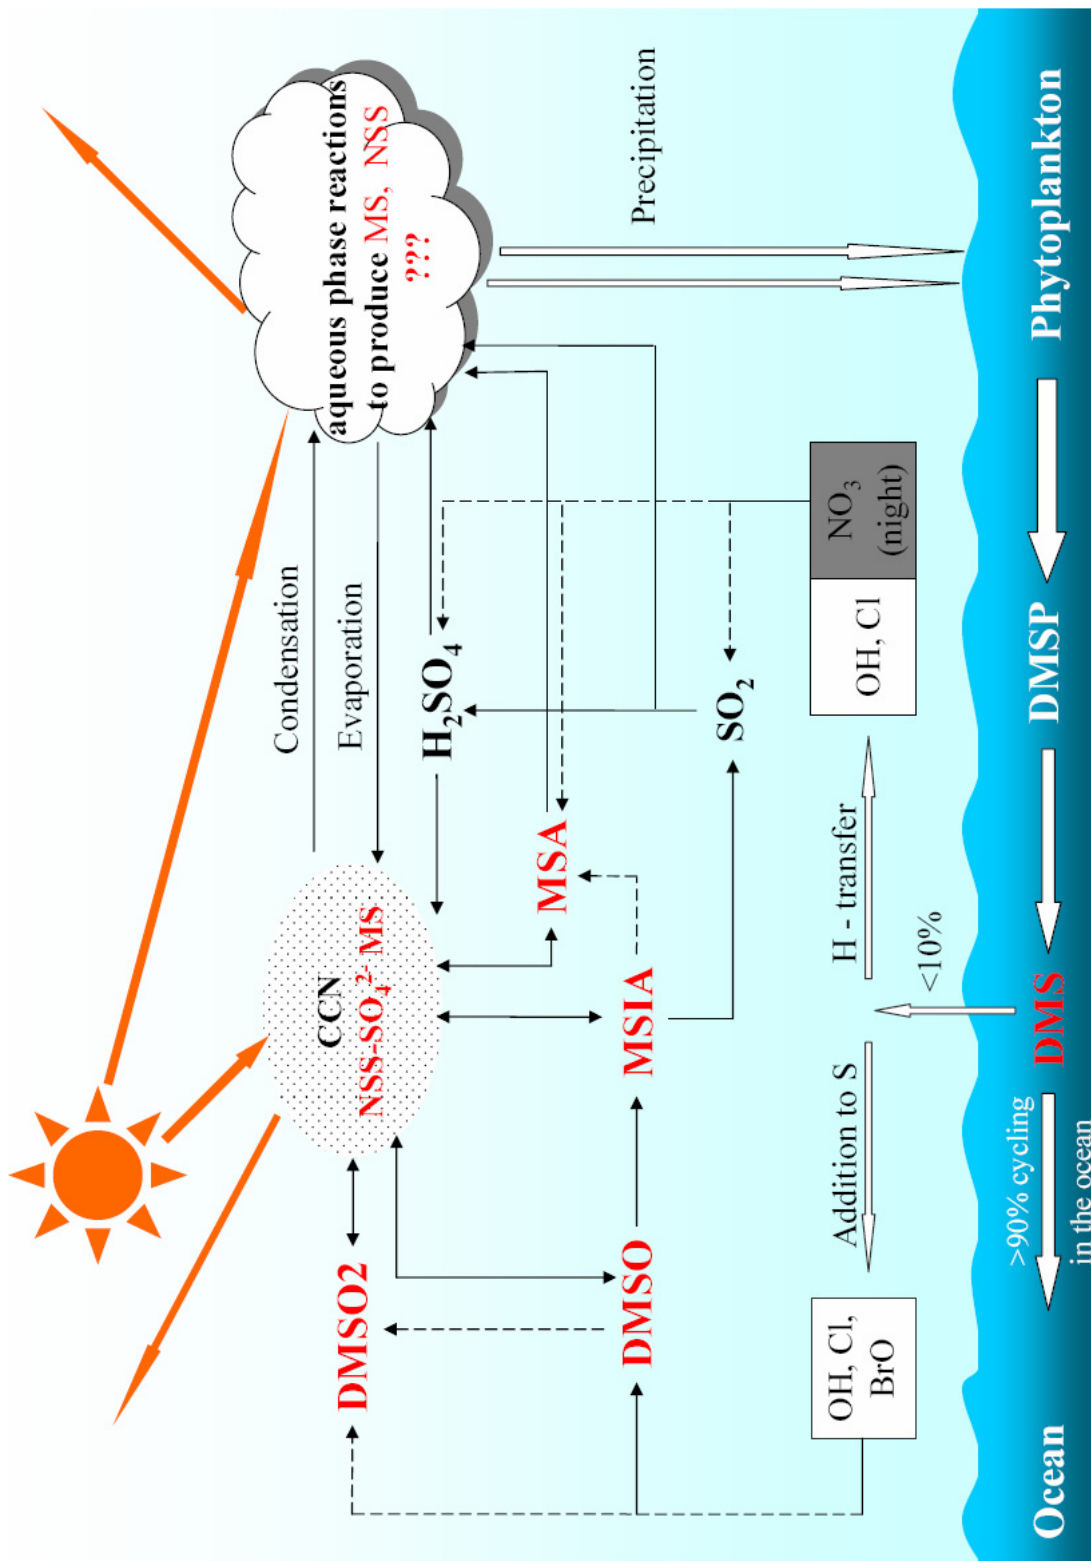 aqueous phase reactions
to produce MS, NSS
???
Condensation
Evaporation
Precipitation
CCN
NSS-SO₄²⁻ MS
DMSO2
H₂SO₄
MSA
DMSO
MSIA
SO₂
OH, Cl,
BrO
Addition to S
H - transfer
OH, Cl
NO₃
(night)
<10%
>90% cycling
in the ocean
Ocean
DMS
DMSP
Phytoplankton